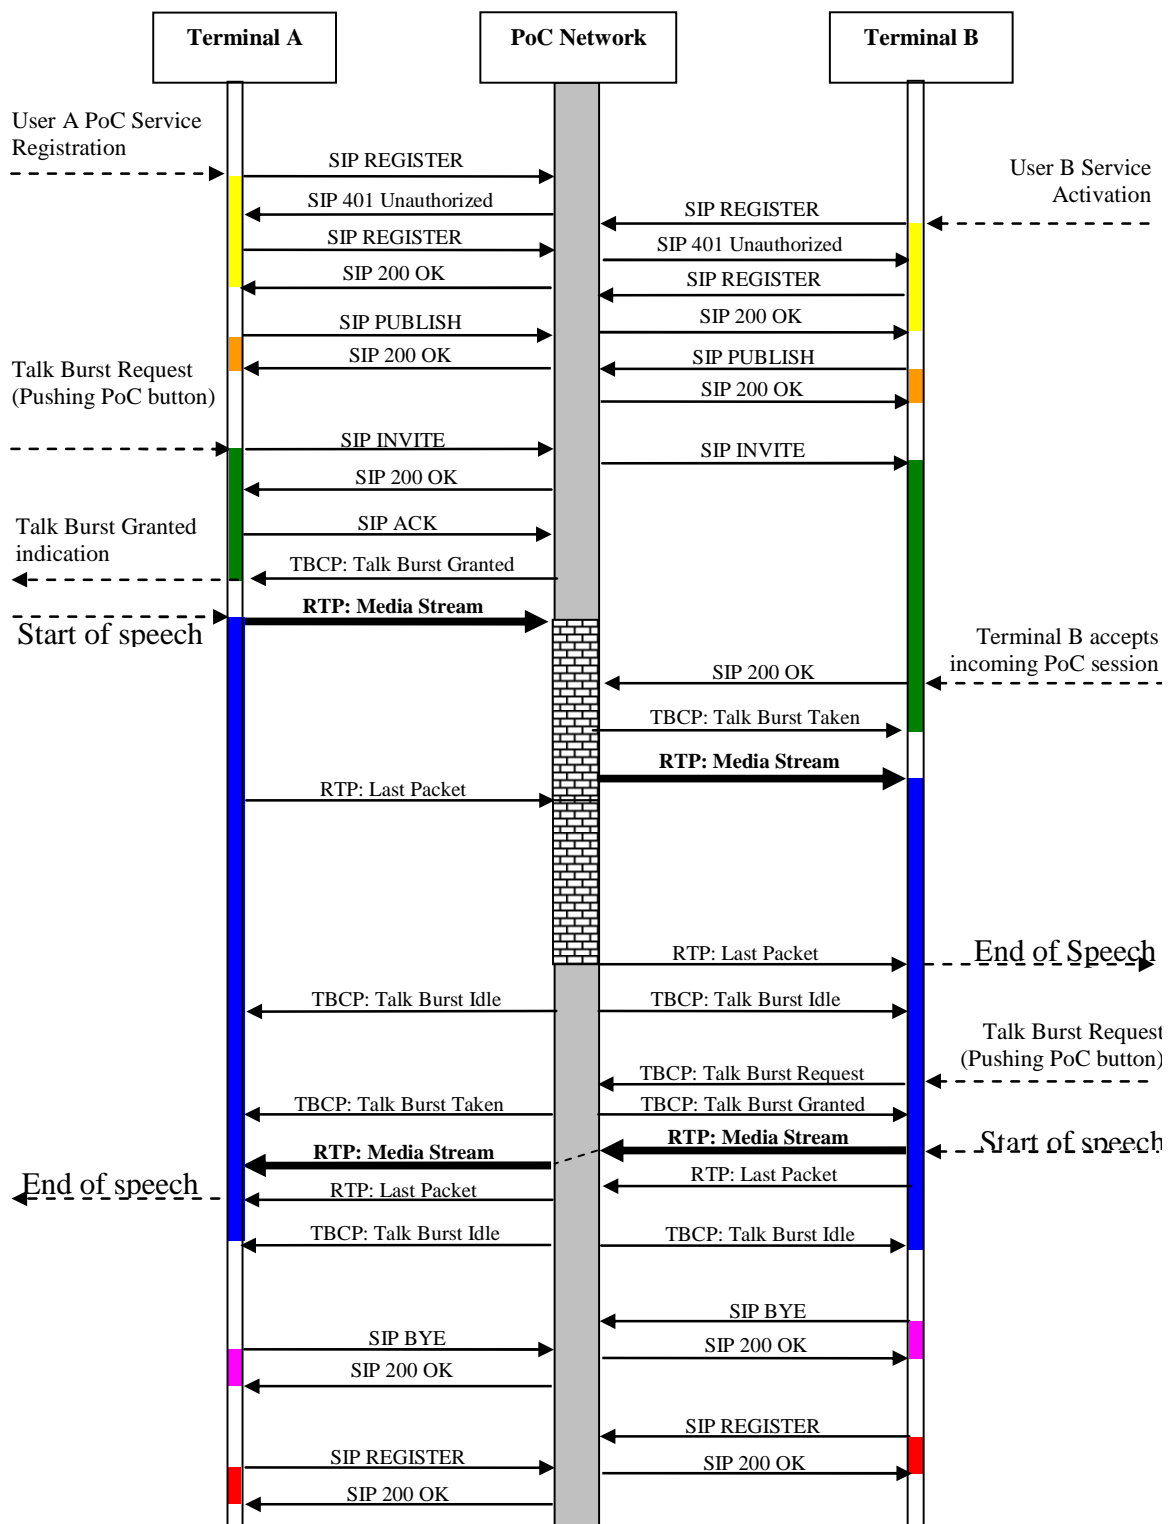 Terminal A
PoC Network
Terminal B
User A PoC Service
Registration
SIP REGISTER
User B Service
Activation
SIP 401 Unauthorized
SIP REGISTER
SIP REGISTER
SIP 401 Unauthorized
SIP 200 OK
SIP REGISTER
SIP PUBLISH
SIP 200 OK
Talk Burst Request
(Pushing PoC button)
SIP 200 OK
SIP PUBLISH
SIP 200 OK
SIP INVITE
SIP INVITE
SIP 200 OK
Talk Burst Granted
indication
SIP ACK
TBCP: Talk Burst Granted
RTP: Media Stream
Start of speech
Terminal B accepts
incoming PoC session
SIP 200 OK
TBCP: Talk Burst Taken
RTP: Media Stream
RTP: Last Packet
RTP: Last Packet
End of Speech
TBCP: Talk Burst Idle
TBCP: Talk Burst Idle
Talk Burst Request
(Pushing PoC button)
TBCP: Talk Burst Request
TBCP: Talk Burst Taken
TBCP: Talk Burst Granted
RTP: Media Stream
Start of speech
RTP: Media Stream
RTP: Last Packet
End of speech
RTP: Last Packet
TBCP: Talk Burst Idle
TBCP: Talk Burst Idle
SIP BYE
SIP BYE
SIP 200 OK
SIP 200 OK
SIP REGISTER
SIP REGISTER
SIP 200 OK
SIP 200 OK